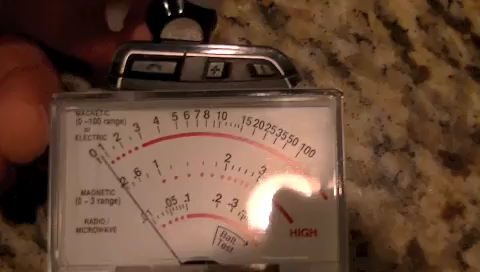 MAGNETIC
(0-100 range)
or
ELECTRIC
0 1 2 3 4 5 6 7 8 10 15 20 25 35 50 100
.2 .6 1 2 3
MAGNETIC
(0-3 range)
RADIO/
MICROWAVE
.05 .1 .2 .3
HIGH
Batt.
Test